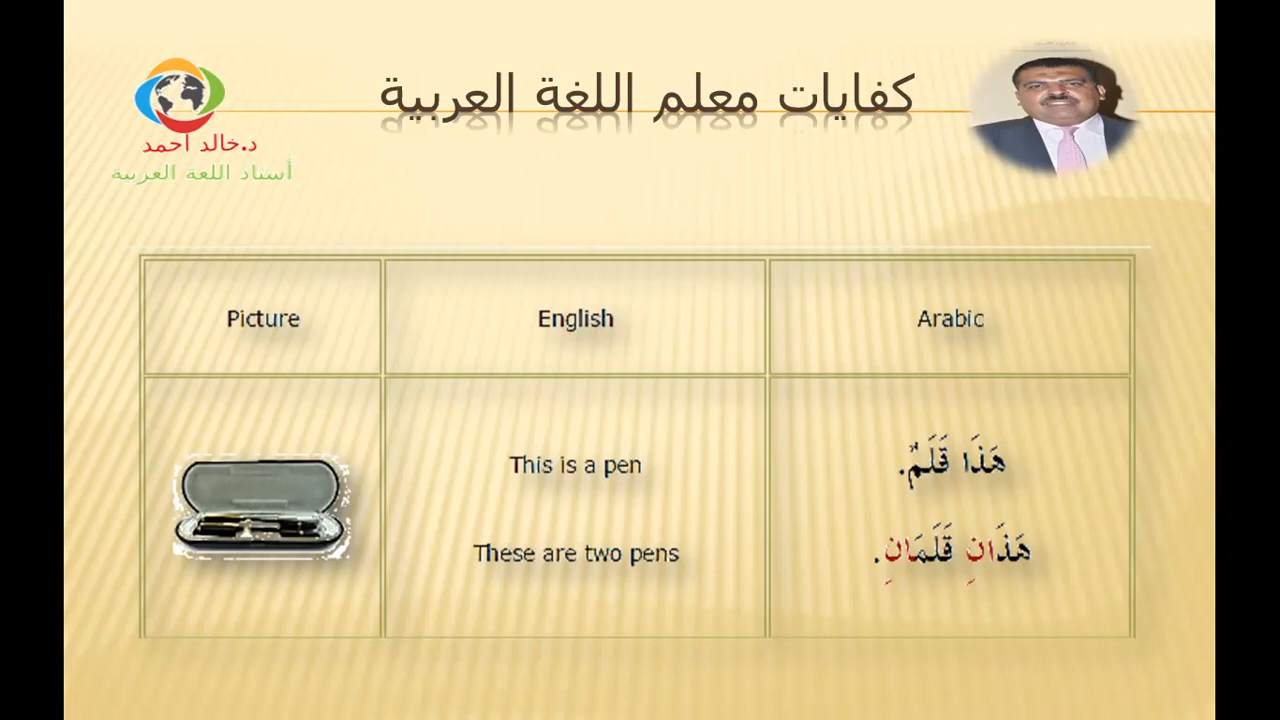 كفايات معلم اللغة العربية
د.خالد أحمد
أستاذ اللغة العربية
Picture English Arabic
This is a pen هَذَا قَلَمٌ.
These are two pens هَذَانِ قَلَمَانِ.